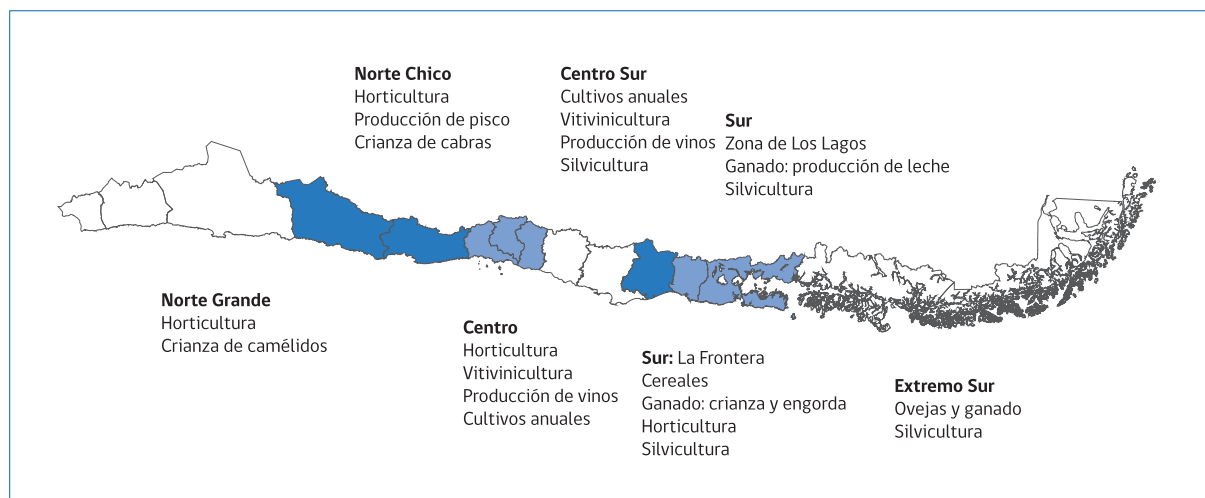 Norte Chico
Horticultura
Producción de pisco
Crianza de cabras
Centro Sur
Cultivos anuales
Vitivinicultura
Producción de vinos
Silvicultura
Sur
Zona de Los Lagos
Ganado: producción de leche
Silvicultura
Norte Grande
Horticultura
Crianza de camélidos
Centro
Horticultura
Vitivinicultura
Producción de vinos
Cultivos anuales
Sur: La Frontera
Cereales
Ganado: crianza y engorda
Horticultura
Silvicultura
Extremo Sur
Ovejas y ganado
Silvicultura